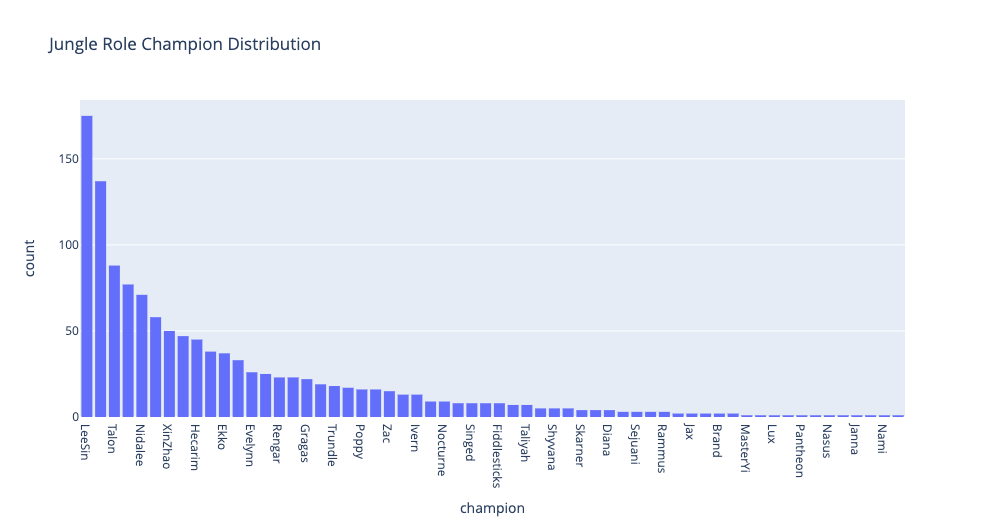 Jungle Role Champion Distribution
count
150
100
50
0
LeeSin
Talon
Nidalee
XinZhao
Hecarim
Ekko
Evelynn
Rengar
Gragas
Trundle
Poppy
Zac
Ivern
Nocturne
Singed
Fiddlesticks
Taliyah
Shyvana
Skarner
Diana
Sejuani
Rammus
Jax
Brand
MasterYi
Lux
Pantheon
Nasus
Janna
Nami
champion